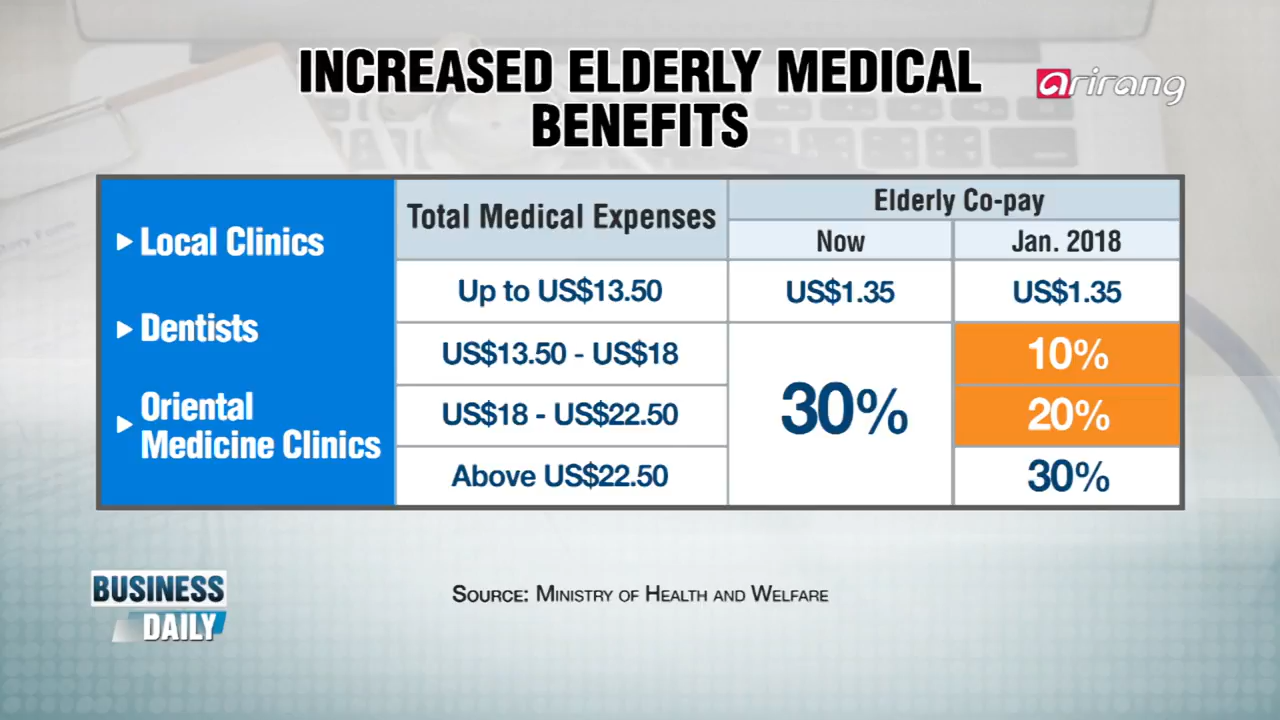 INCREASED ELDERLY MEDICAL
BENEFITS
arirang
▶ Local Clinics
▶ Dentists
▶ Oriental
Medicine Clinics
Total Medical Expenses
Elderly Co-pay
Now
Jan. 2018
Up to US$13.50
US$1.35
US$1.35
US$13.50 - US$18
30%
10%
US$18 - US$22.50
20%
Above US$22.50
30%
BUSINESS
DAILY
SOURCE: MINISTRY OF HEALTH AND WELFARE